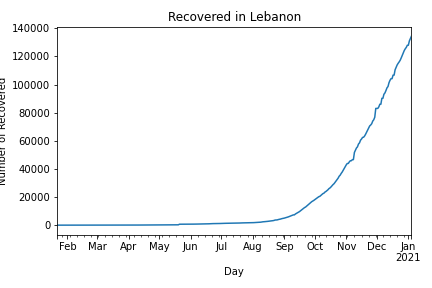 Recovered in Lebanon
140000
120000
100000
80000
60000
40000
20000
0
Number of Recovered
Feb Mar Apr May Jun Jul Aug Sep Oct Nov Dec Jan
2021
Day